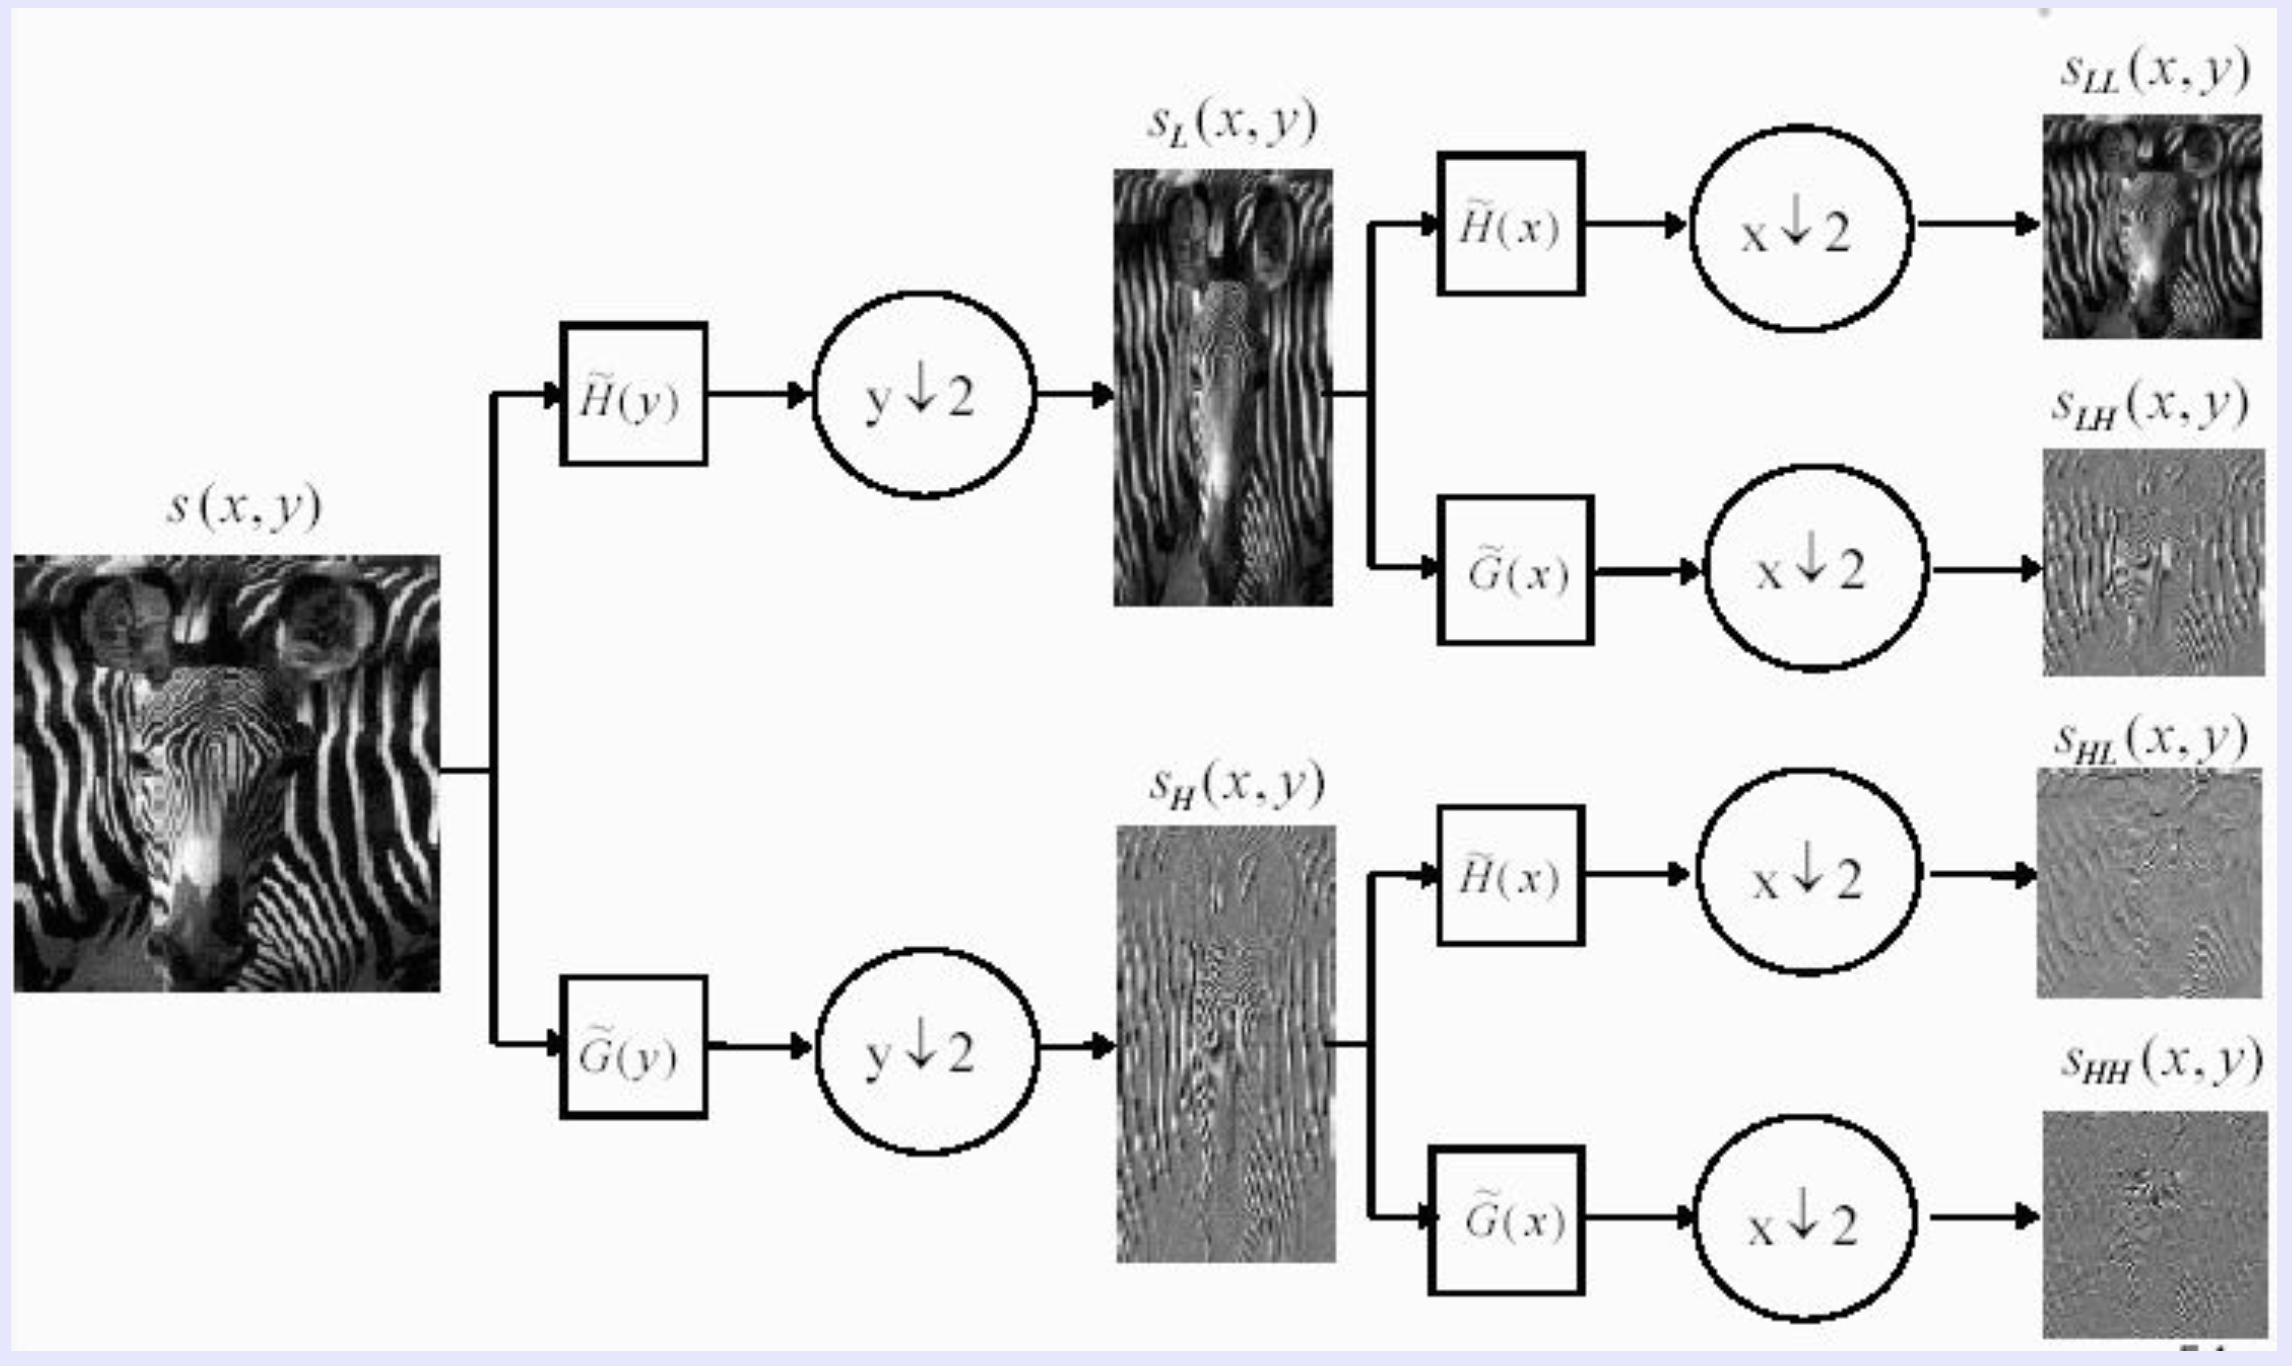 s(x, y)
H̃(y)
y↓2
s_L(x, y)
H̃(x)
x↓2
s_LL(x, y)
G̃(x)
x↓2
s_LH(x, y)
G̃(y)
y↓2
s_H(x, y)
H̃(x)
x↓2
s_HL(x, y)
G̃(x)
x↓2
s_HH(x, y)